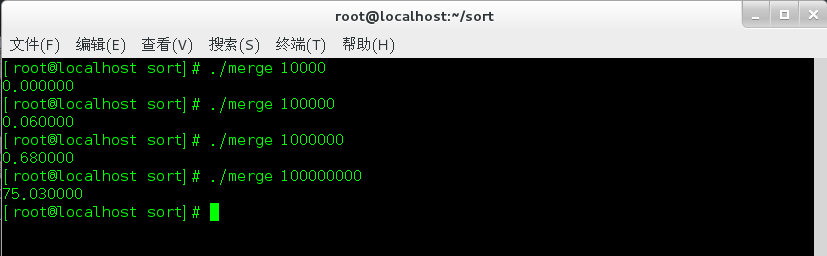 root@localhost:~/sort
文件(F) 编辑(E) 查看(V) 搜索(S) 终端(T) 帮助(H)
[root@localhost sort]# ./merge 10000
0.000000
[root@localhost sort]# ./merge 100000
0.060000
[root@localhost sort]# ./merge 1000000
0.680000
[root@localhost sort]# ./merge 100000000
75.030000
[root@localhost sort]#